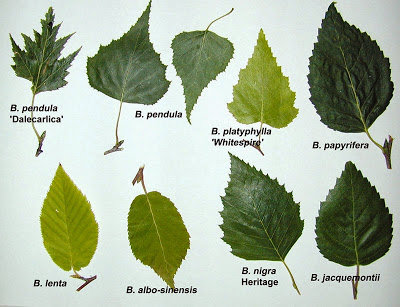 B. pendula
'Dalecarlica'
B. pendula
B. platyphylla
'Whitespire'
B. papyrifera
B. lenta
B. albo-sinensis
B. nigra
Heritage
B. jacquemontii